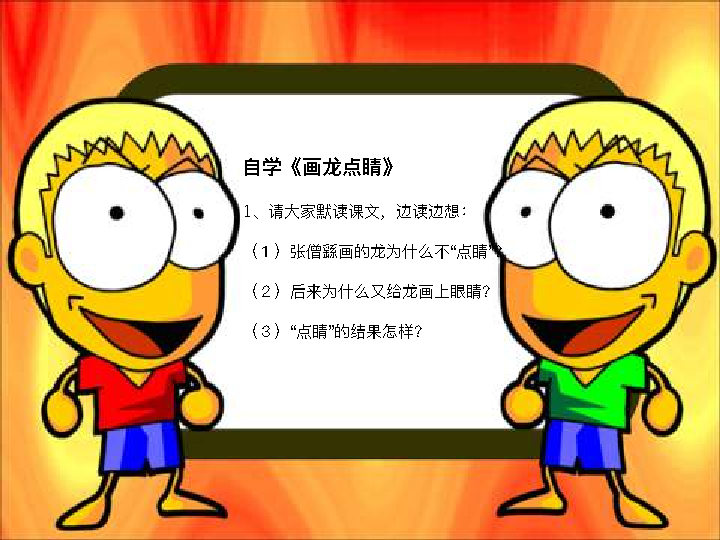 自学《画龙点睛》
1、请大家默读课文，边读边想：
（1）张僧繇画的龙为什么不“点睛”？
（2）后来为什么又给龙画上眼睛？
（3）“点睛”的结果怎样？